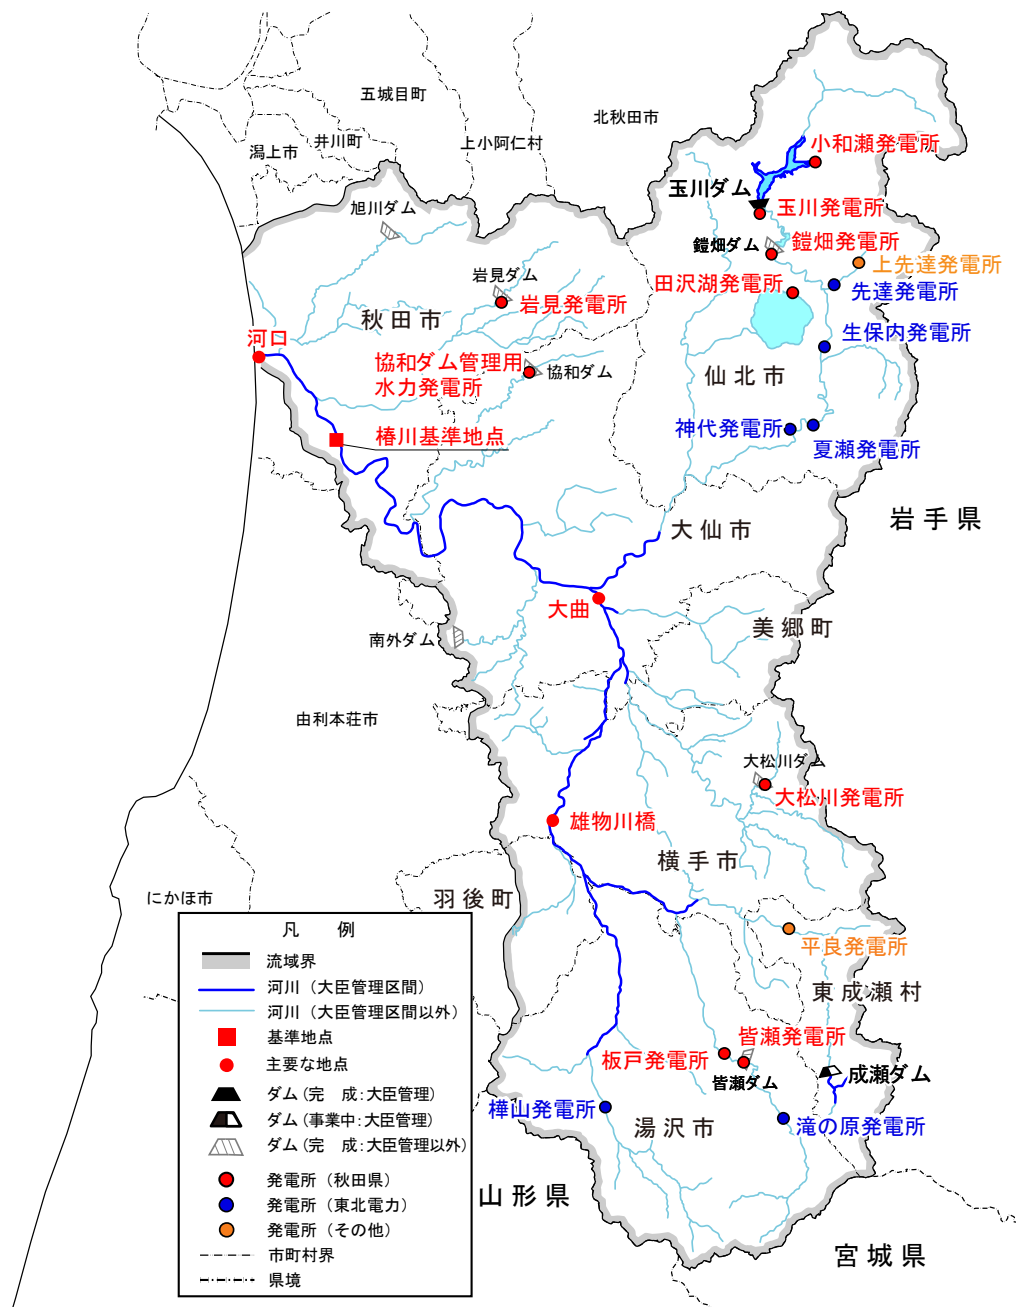 五城目町
北秋田市
井川町
上小阿仁村
潟上市
小和瀬発電所
玉川ダム
旭川ダム
玉川発電所
鎧畑ダム
鎧畑発電所
上先達発電所
岩見ダム
田沢湖発電所
先達発電所
岩見発電所
秋田市
生保内発電所
河口
協和ダム管理用
水力発電所
協和ダム
仙北市
椿川基準地点
神代発電所
夏瀬発電所
岩手県
大仙市
大曲
美郷町
南外ダム
由利本荘市
大松川ダム
大松川発電所
雄物川橋
横手市
羽後町
にかほ市
平良発電所
東成瀬村
皆瀬発電所
板戸発電所
皆瀬ダム
成瀬ダム
樺山発電所
湯沢市
滝の原発電所
山形県
宮城県
凡 例
流域界
河川（大臣管理区間）
河川（大臣管理区間以外）
基準地点
主要な地点
ダム（完 成：大臣管理）
ダム（事業中：大臣管理）
ダム（完 成：大臣管理以外）
発電所（秋田県）
発電所（東北電力）
発電所（その他）
市町村界
県境